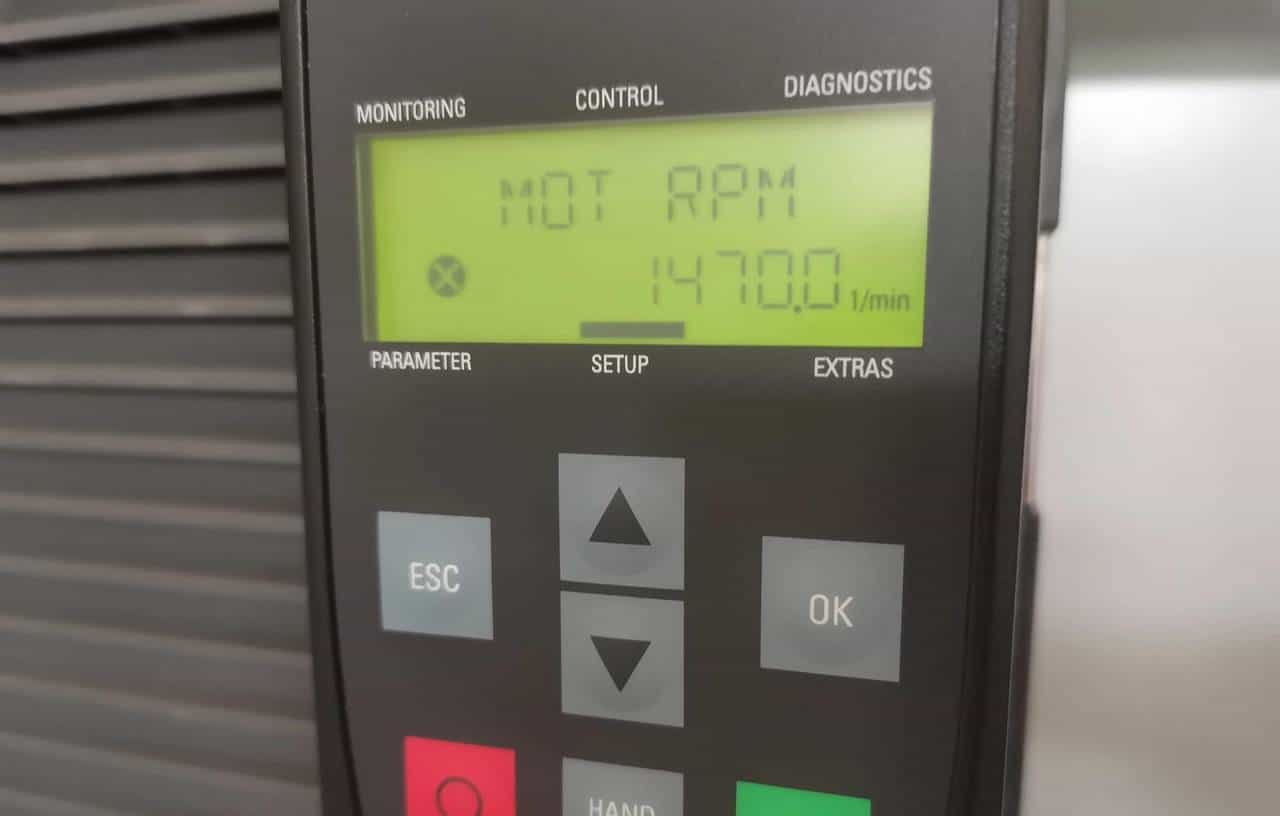 MONITORING CONTROL DIAGNOSTICS
MOT RPM
1470.0 1/min
PARAMETER SETUP EXTRAS
ESC
OK
HAND